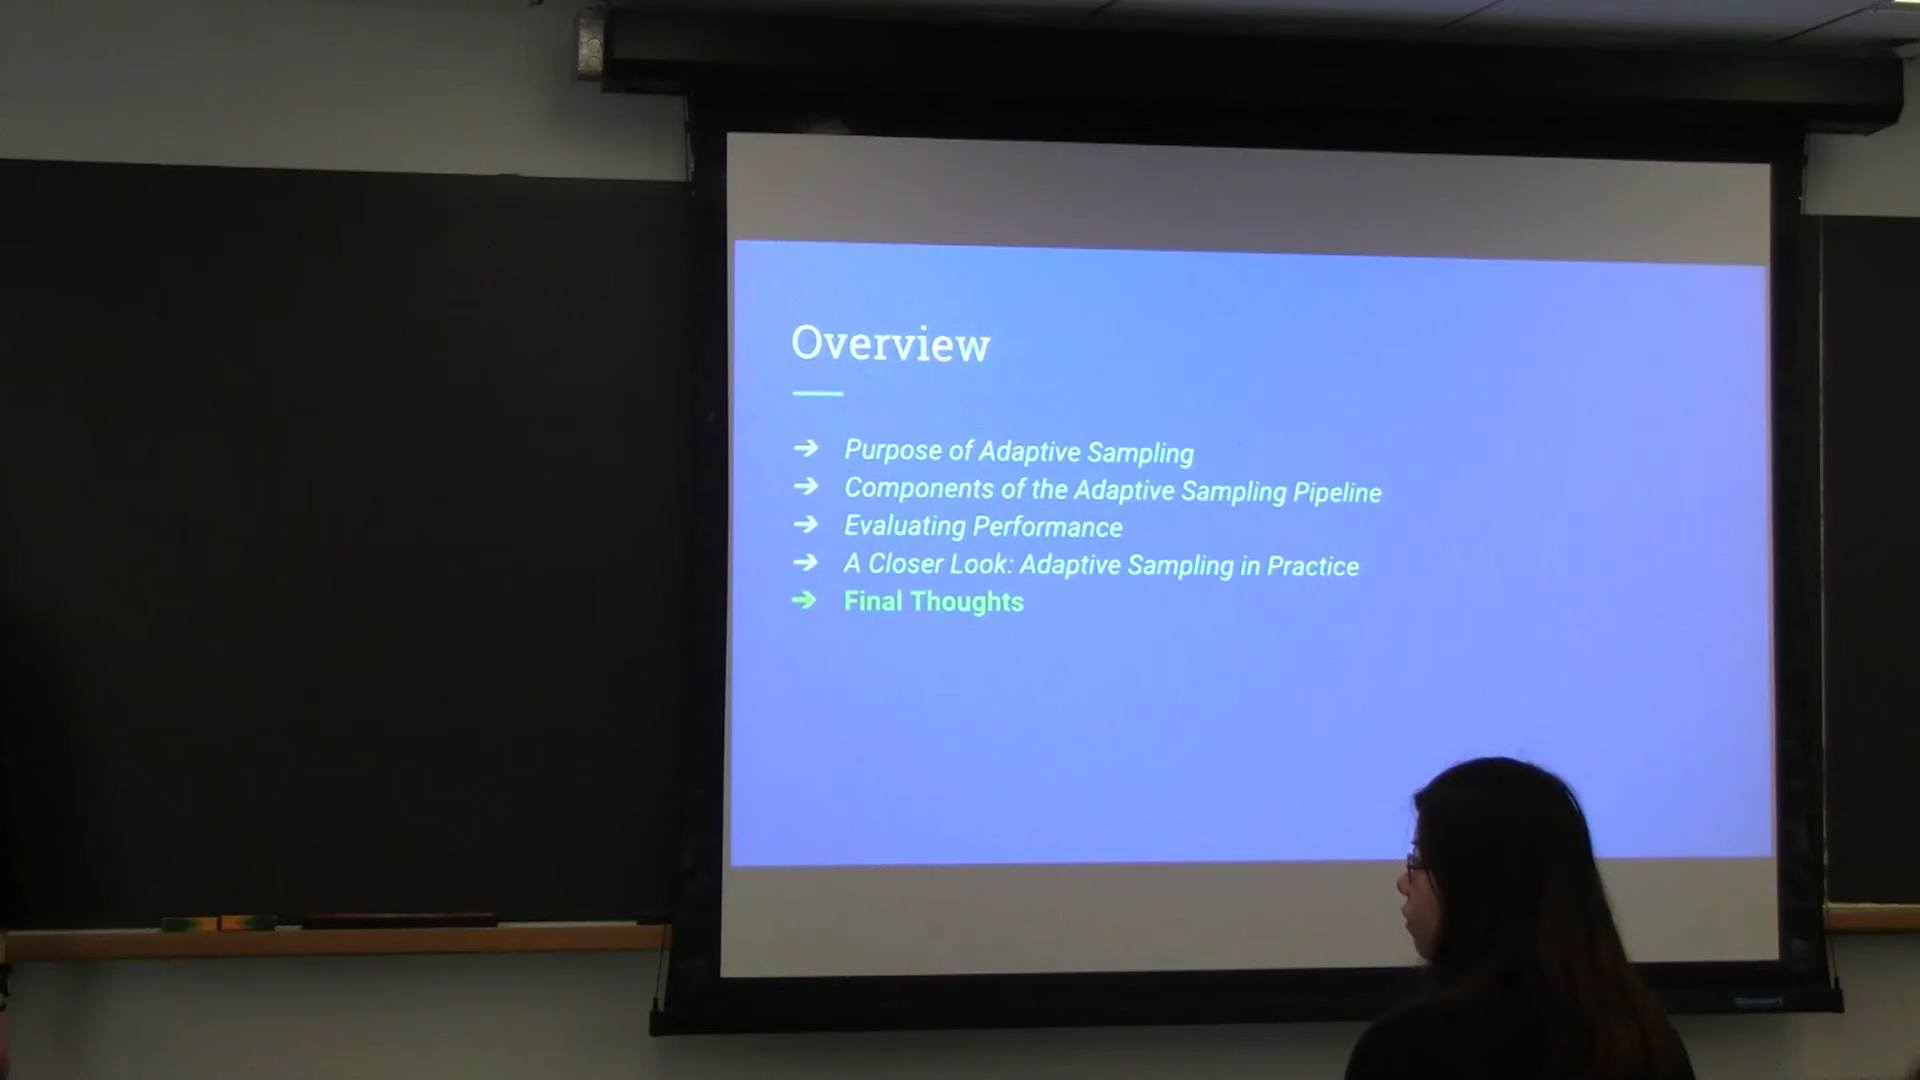 Overview
➔ Purpose of Adaptive Sampling
➔ Components of the Adaptive Sampling Pipeline
➔ Evaluating Performance
➔ A Closer Look: Adaptive Sampling in Practice
➔ Final Thoughts